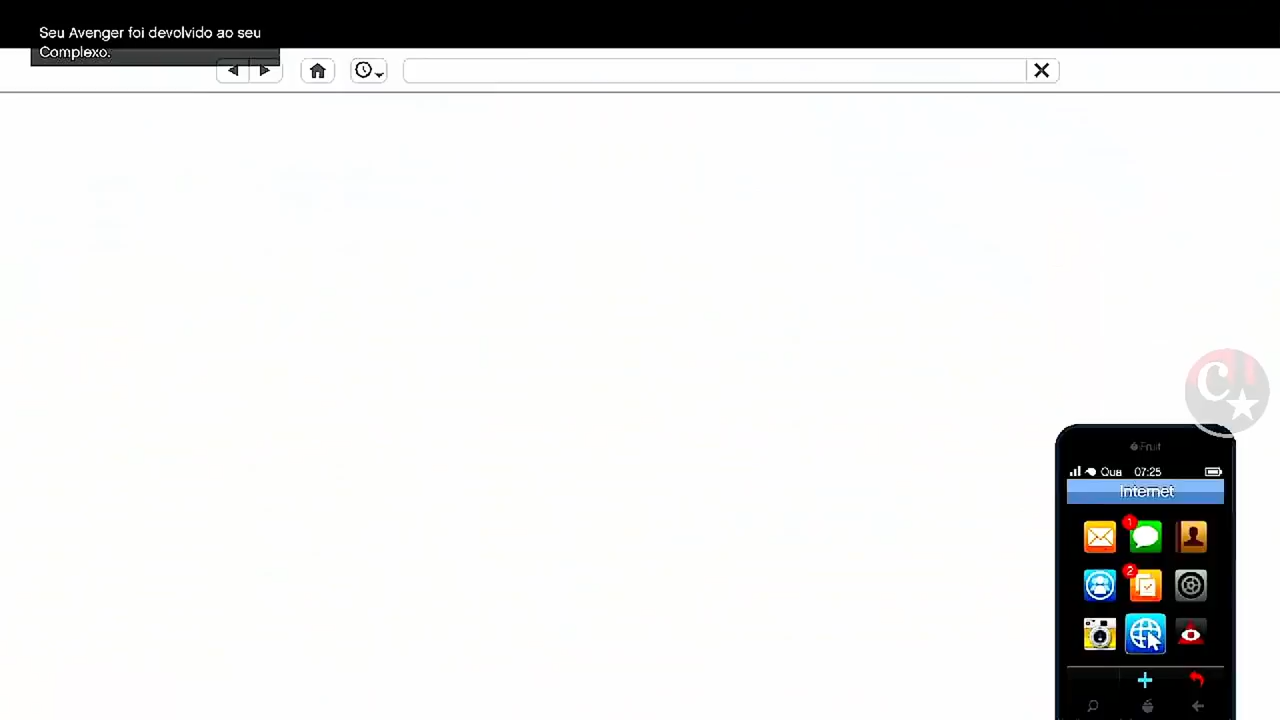 Seu Avenger foi devolvido ao seu
Complexo.
Fruit
Qua 07:25
Internet
1
2
C